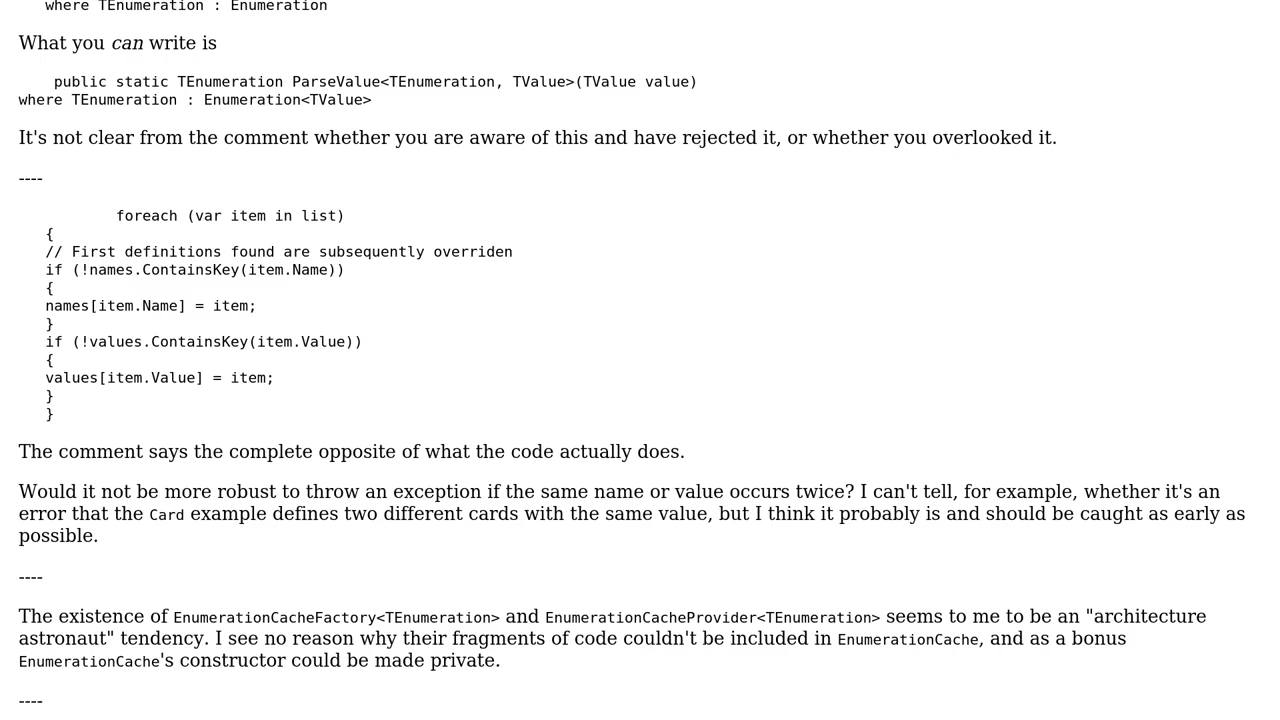 where TEnumeration : Enumeration
What you can write is
public static TEnumeration ParseValue<TEnumeration, TValue>(TValue value)
where TEnumeration : Enumeration<TValue>
It's not clear from the comment whether you are aware of this and have rejected it, or whether you overlooked it.
----
foreach (var item in list)
{
// First definitions found are subsequently overriden
if (!names.ContainsKey(item.Name))
{
names[item.Name] = item;
}
if (!values.ContainsKey(item.Value))
{
values[item.Value] = item;
}
}
The comment says the complete opposite of what the code actually does.
Would it not be more robust to throw an exception if the same name or value occurs twice? I can't tell, for example, whether it's an
error that the Card example defines two different cards with the same value, but I think it probably is and should be caught as early as
possible.
----
The existence of EnumerationCacheFactory<TEnumeration> and EnumerationCacheProvider<TEnumeration> seems to me to be an "architecture
astronaut" tendency. I see no reason why their fragments of code couldn't be included in EnumerationCache, and as a bonus
EnumerationCache's constructor could be made private.
----